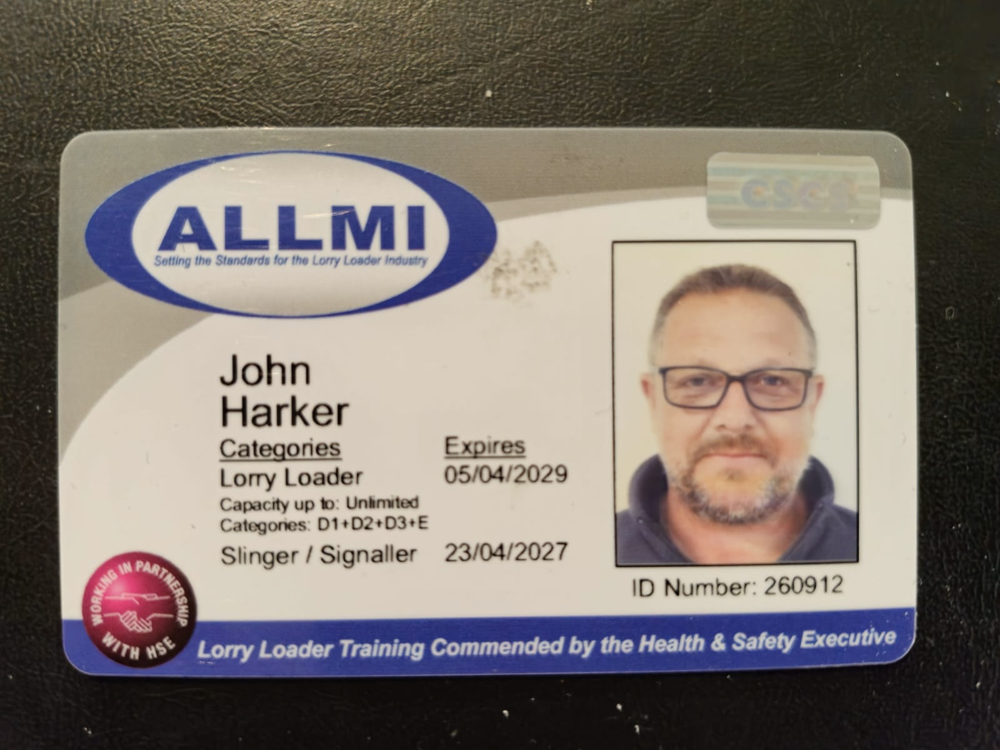 CSCS
ALLMI
Setting the Standards for the Lorry Loader Industry
John
Harker
Categories Expires
Lorry Loader 05/04/2029
Capacity up to: Unlimited
Categories: D1+D2+D3+E
Slinger / Signaller 23/04/2027
ID Number: 260912
WORKING IN PARTNERSHIP
WITH HSE
Lorry Loader Training Commended by the Health & Safety Executive